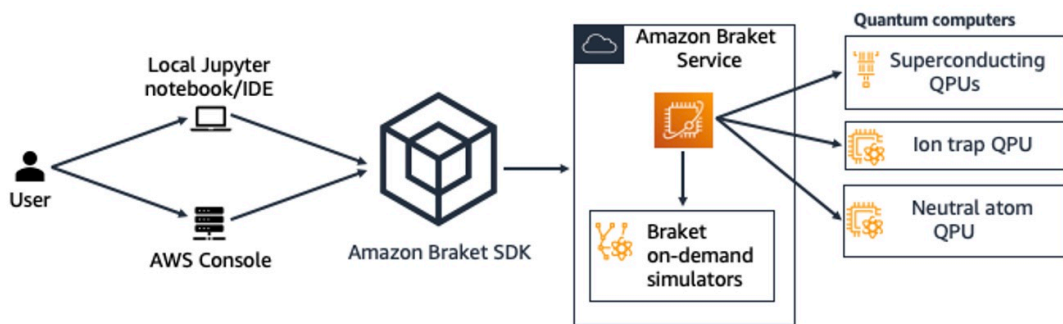 Local Jupyter
notebook/IDE
User
AWS Console
Amazon Braket SDK
Amazon Braket
Service
Braket
on-demand
simulators
Quantum computers
Superconducting
QPUs
Ion trap QPU
Neutral atom
QPU